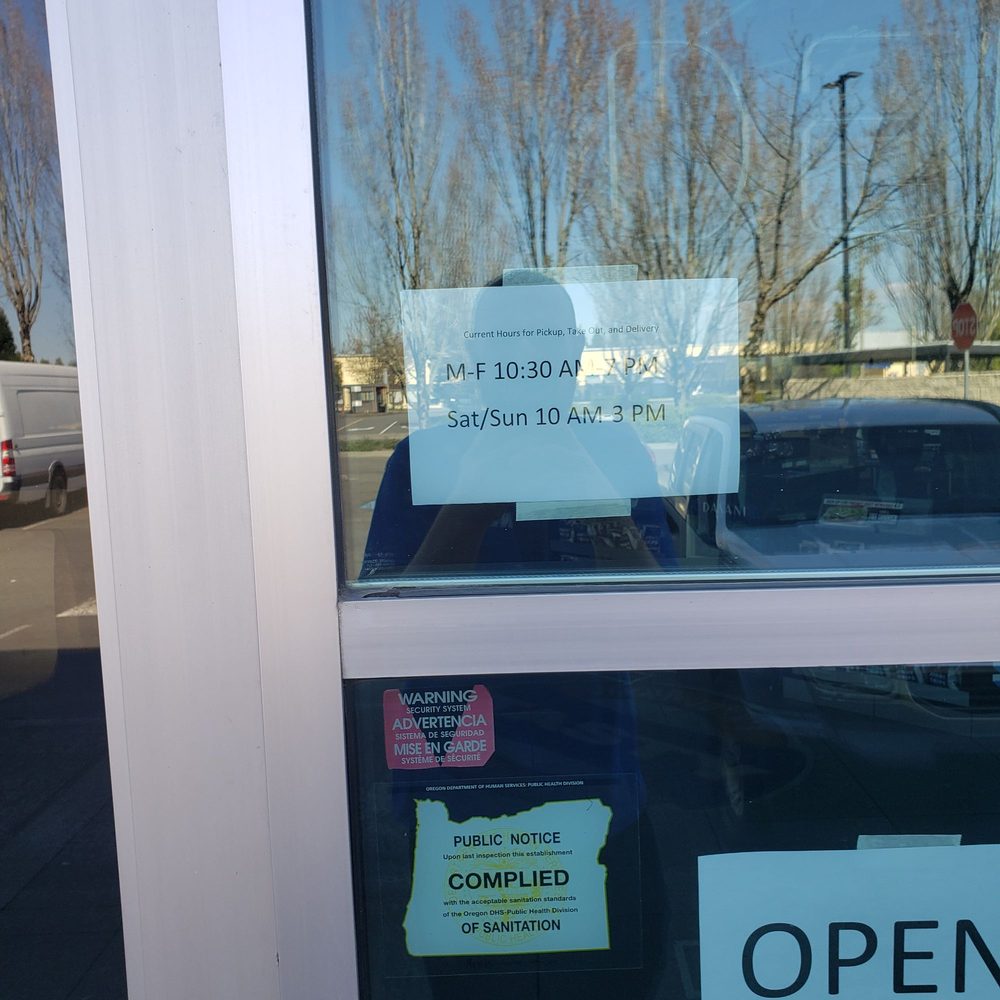 Current Hours for Pickup, Take Out, and Delivery
M-F 10:30 AM-7 PM
Sat/Sun 10 AM-3 PM
STOP
WARNING
SECURITY SYSTEM
ADVERTENCIA
SISTEMA DE SEGURIDAD
MISE EN GARDE
SYSTÈME DE SÉCURITÉ
OREGON DEPARTMENT OF HUMAN SERVICES: PUBLIC HEALTH DIVISION
PUBLIC NOTICE
Upon last inspection this establishment
COMPLIED
with the acceptable sanitation standards
of the Oregon DHS-Public Health Division
OF SANITATION
OPEN